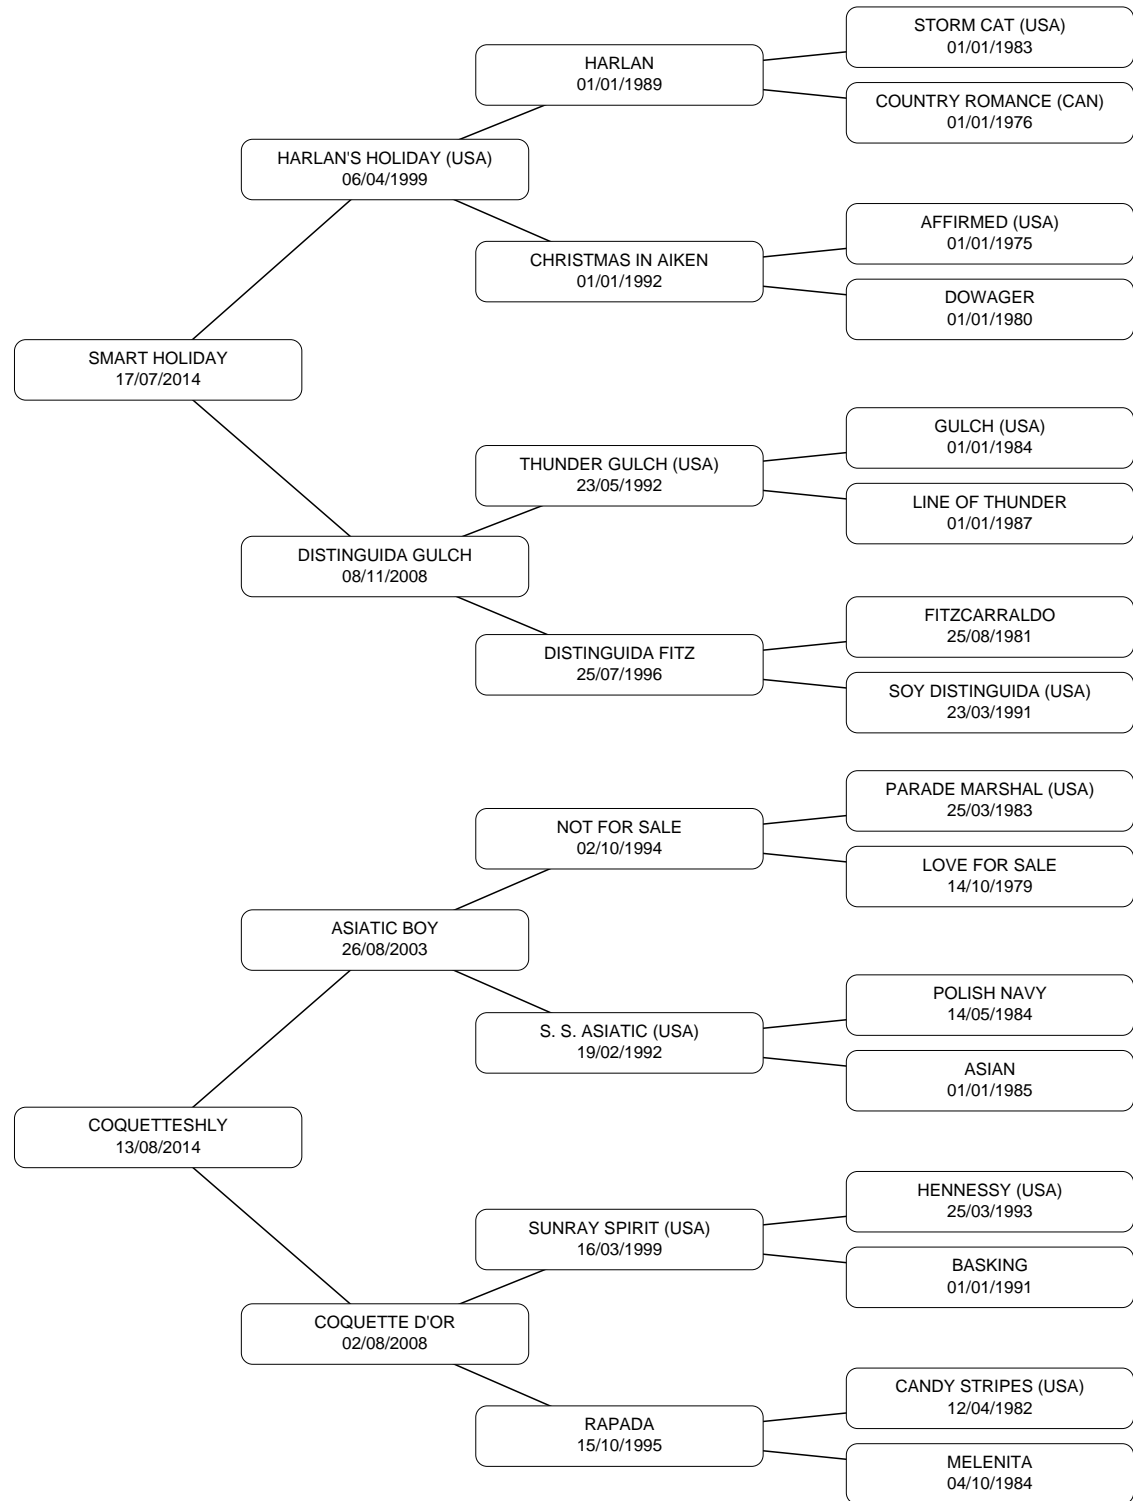 STORM CAT (USA)
01/01/1983
HARLAN
01/01/1989
COUNTRY ROMANCE (CAN)
01/01/1976
HARLAN'S HOLIDAY (USA)
06/04/1999
AFFIRMED (USA)
01/01/1975
CHRISTMAS IN AIKEN
01/01/1992
DOWAGER
01/01/1980
SMART HOLIDAY
17/07/2014
GULCH (USA)
01/01/1984
THUNDER GULCH (USA)
23/05/1992
LINE OF THUNDER
01/01/1987
DISTINGUIDA GULCH
08/11/2008
FITZCARRALDO
25/08/1981
DISTINGUIDA FITZ
25/07/1996
SOY DISTINGUIDA (USA)
23/03/1991
PARADE MARSHAL (USA)
25/03/1983
NOT FOR SALE
02/10/1994
LOVE FOR SALE
14/10/1979
ASIATIC BOY
26/08/2003
POLISH NAVY
14/05/1984
S. S. ASIATIC (USA)
19/02/1992
ASIAN
01/01/1985
COQUETTESHLY
13/08/2014
HENNESSY (USA)
25/03/1993
SUNRAY SPIRIT (USA)
16/03/1999
BASKING
01/01/1991
COQUETTE D'OR
02/08/2008
CANDY STRIPES (USA)
12/04/1982
RAPADA
15/10/1995
MELENITA
04/10/1984